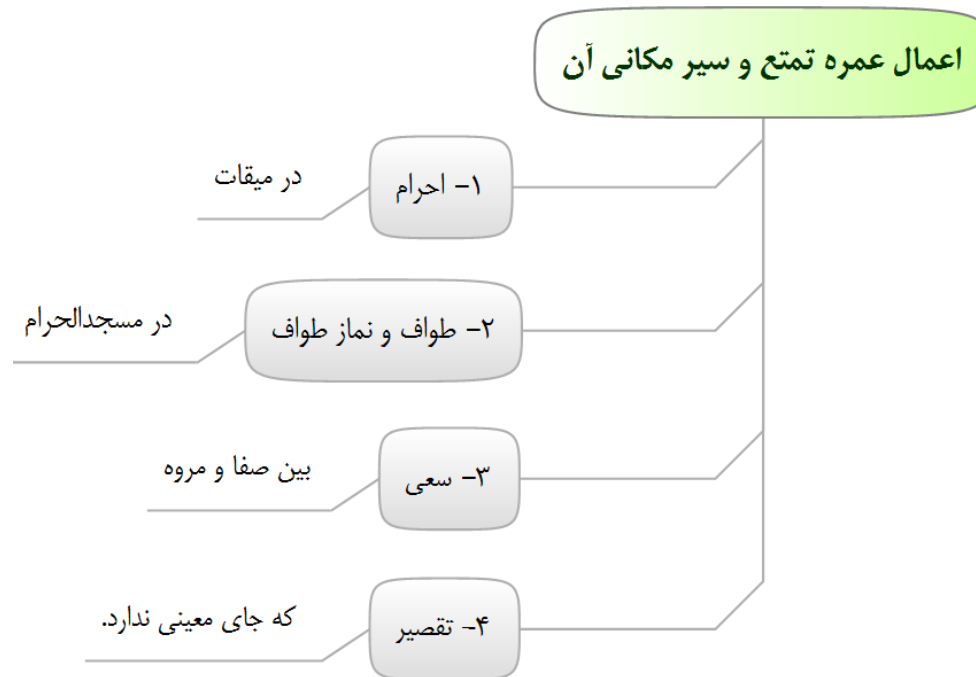 اعمال عمره تمتع و سیر مکانی آن
۱- احرام
در میقات
۲- طواف و نماز طواف
در مسجدالحرام
۳- سعی
بین صفا و مروه
۴- تقصیر
که جای معینی ندارد.